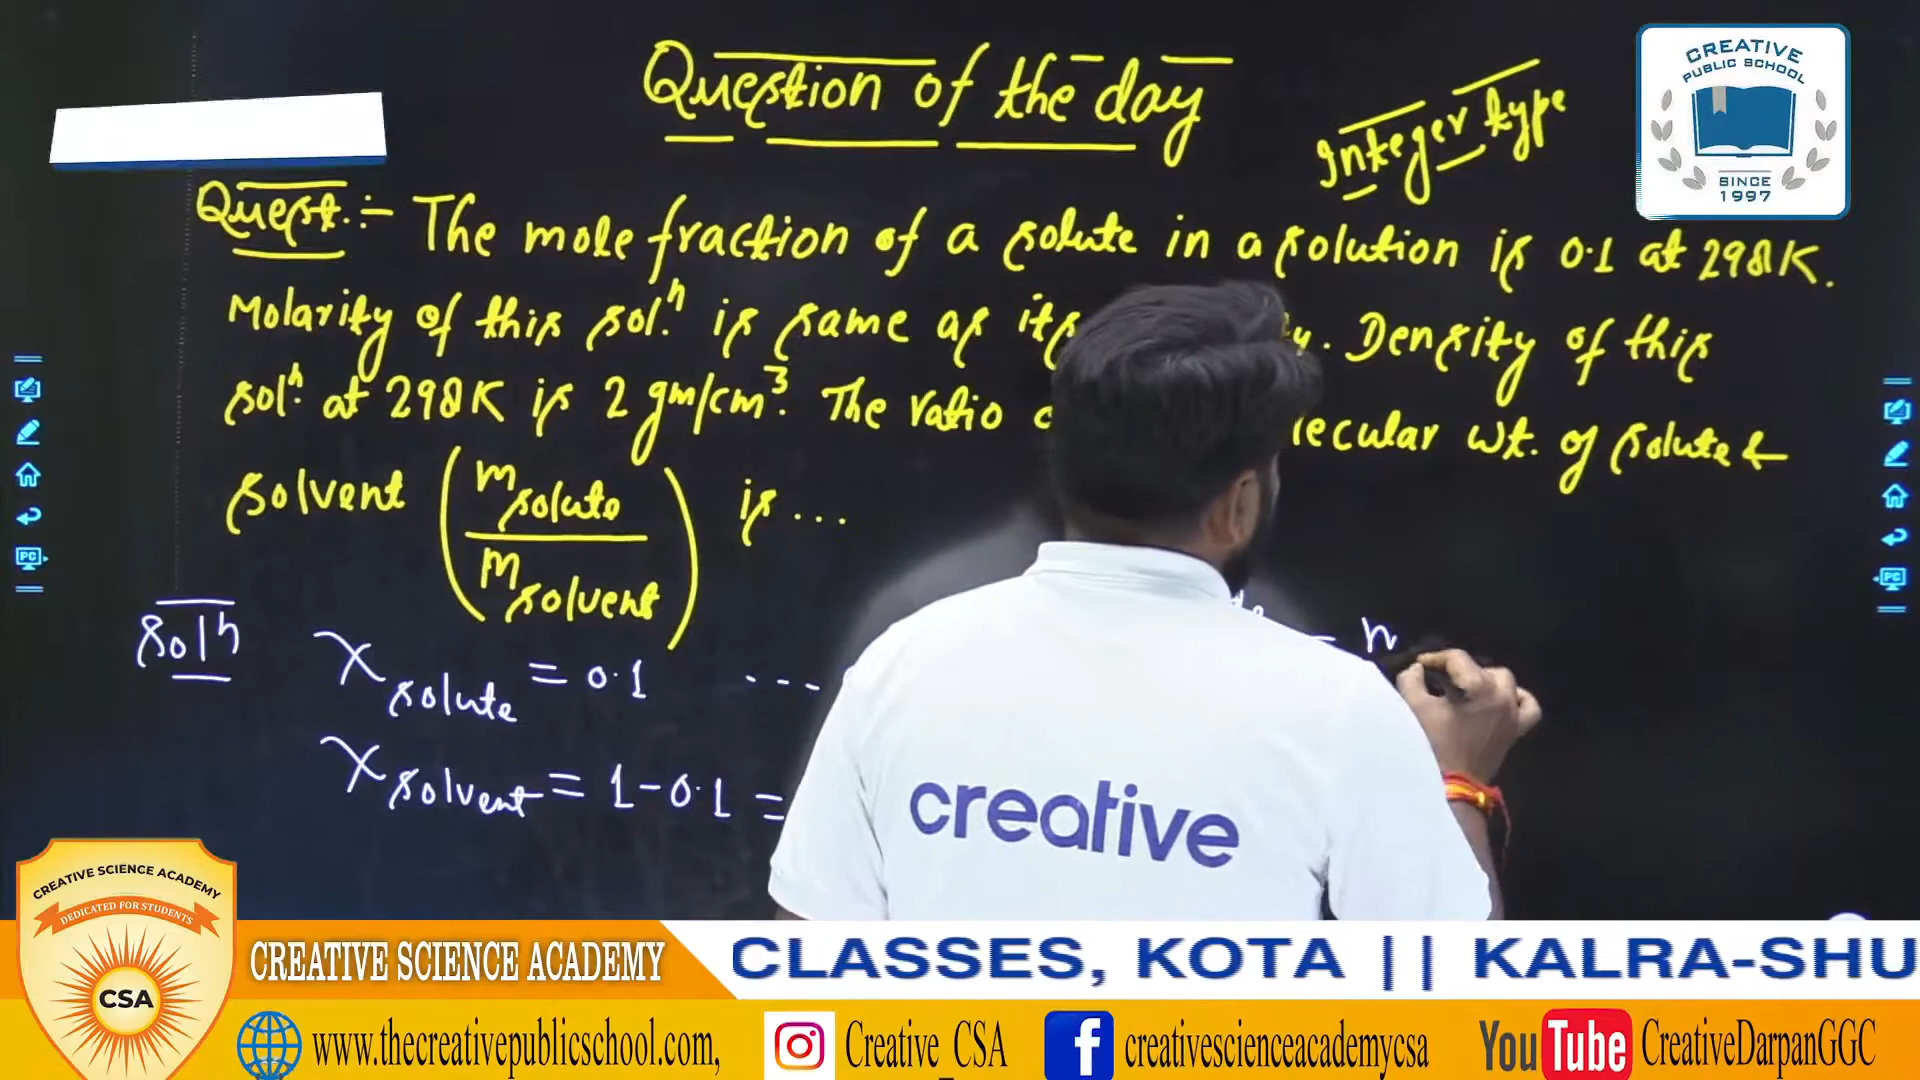 Question of the day
Integer type
Quest. :- The mole fraction of a solute in a solution is 0.1 at 298K.
Molarity of this sol.ⁿ is same as its . Density of this
solⁿ. at 298K is 2 gm/cm³. The ratio wt. of solute &
solvent (m solute / m solvent) is ...
Solⁿ
X solute = 0.1 ----
= n
X solvent = 1-0.1 =
creative
CREATIVE
PUBLIC SCHOOL
SINCE
1997
PC
PC
CREATIVE SCIENCE ACADEMY
DEDICATED FOR STUDENTS
CSA
CREATIVE SCIENCE ACADEMY
CLASSES, KOTA || KALRA-SHU
www.thecreativepublicschool.com,
Creative_CSA
creativescienceacademycsa
YouTube CreativeDarpanGGC